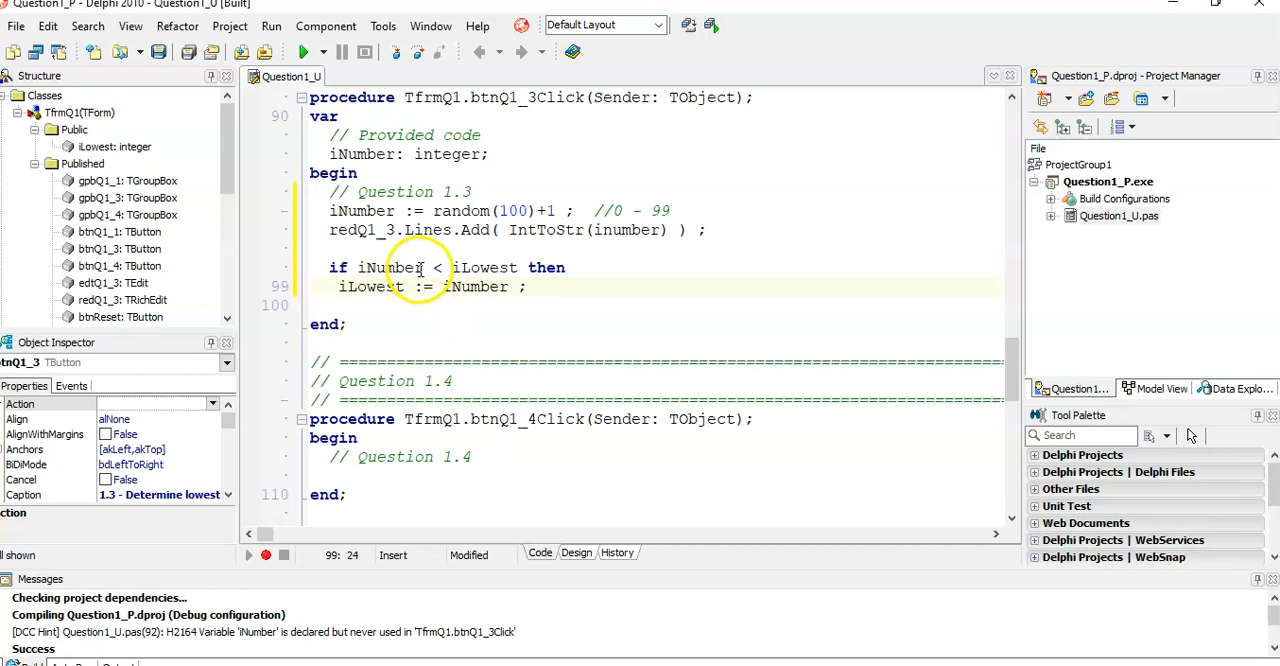 Question1_P - Delphi 2010 - Question1_U [Built]
File Edit Search View Refactor Project Run Component Tools Window Help Default Layout
Structure
Classes
TfrmQ1(TForm)
Public
iLowest: integer
Published
gpbQ1_1: TGroupBox
gpbQ1_3: TGroupBox
gpbQ1_4: TGroupBox
btnQ1_1: TButton
btnQ1_3: TButton
btnQ1_4: TButton
edtQ1_3: TEdit
redQ1_3: TRichEdit
btnReset: TButton
Object Inspector
btnQ1_3 TButton
Properties Events
Action
Align alNone
AlignWithMargins False
Anchors [akLeft,akTop]
BiDiMode bdLeftToRight
Cancel False
Caption 1.3 - Determine lowest
ction
ll shown
Question1_U
procedure TfrmQ1.btnQ1_3Click(Sender: TObject);
90 var
// Provided code
iNumber: integer;
begin
// Question 1.3
iNumber := random(100)+1 ; //0 - 99
redQ1_3.Lines.Add( IntToStr(inumber) ) ;
if iNumber < iLowest then
99 iLowest := iNumber ;
100
end;
// ======================================================================
// Question 1.4
// ======================================================================
procedure TfrmQ1.btnQ1_4Click(Sender: TObject);
begin
// Question 1.4
110 end;
99: 24 Insert Modified Code Design History
Question1_P.dproj - Project Manager
File
ProjectGroup1
Question1_P.exe
Build Configurations
Question1_U.pas
Question1... Model View Data Explo...
Tool Palette
Search
Delphi Projects
Delphi Projects | Delphi Files
Other Files
Unit Test
Web Documents
Delphi Projects | WebServices
Delphi Projects | WebSnap
Messages
Checking project dependencies...
Compiling Question1_P.dproj (Debug configuration)
[DCC Hint] Question1_U.pas(92): H2164 Variable 'iNumber' is declared but never used in 'TfrmQ1.btnQ1_3Click'
Success